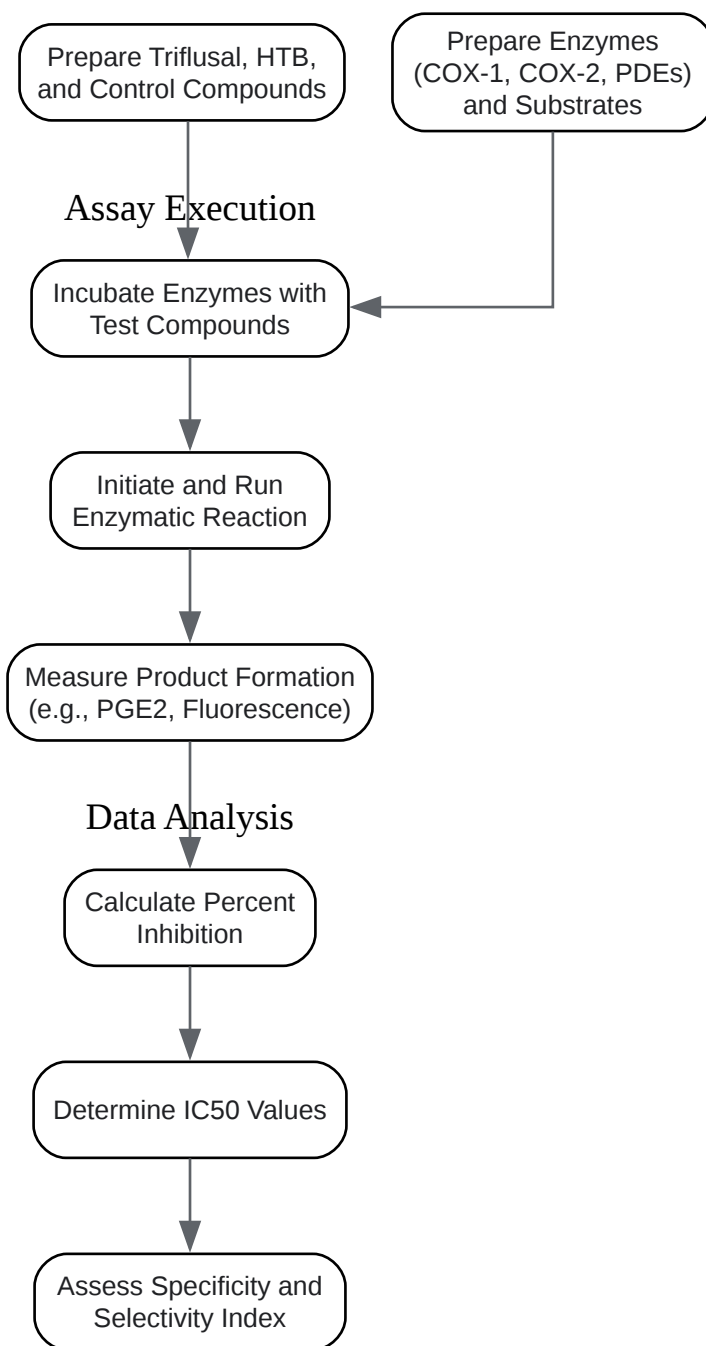 Prepare Triflusal, HTB,
and Control Compounds
Prepare Enzymes
(COX-1, COX-2, PDEs)
and Substrates
Assay Execution
Incubate Enzymes with
Test Compounds
Initiate and Run
Enzymatic Reaction
Measure Product Formation
(e.g., PGE2, Fluorescence)
Data Analysis
Calculate Percent
Inhibition
Determine IC50 Values
Assess Specificity and
Selectivity Index